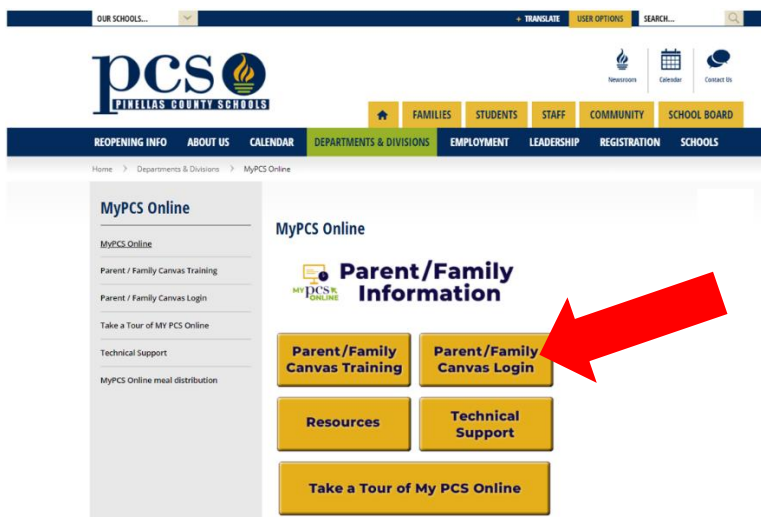 OUR SCHOOLS...
+ TRANSLATE
USER OPTIONS
SEARCH...
pcs
PINELLAS COUNTY SCHOOLS
Newsroom
Calendar
Contact Us
FAMILIES
STUDENTS
STAFF
COMMUNITY
SCHOOL BOARD
REOPENING INFO
ABOUT US
CALENDAR
DEPARTMENTS & DIVISIONS
EMPLOYMENT
LEADERSHIP
REGISTRATION
SCHOOLS
Home > Departments & Divisions > MyPCS Online
MyPCS Online
MyPCS Online
Parent / Family Canvas Training
Parent / Family Canvas Login
Take a Tour of MY PCS Online
Technical Support
MyPCS Online meal distribution
MyPCS Online
MY pcs ONLINE
Parent/Family
Information
Parent/Family
Canvas Training
Parent/Family
Canvas Login
Resources
Technical
Support
Take a Tour of My PCS Online